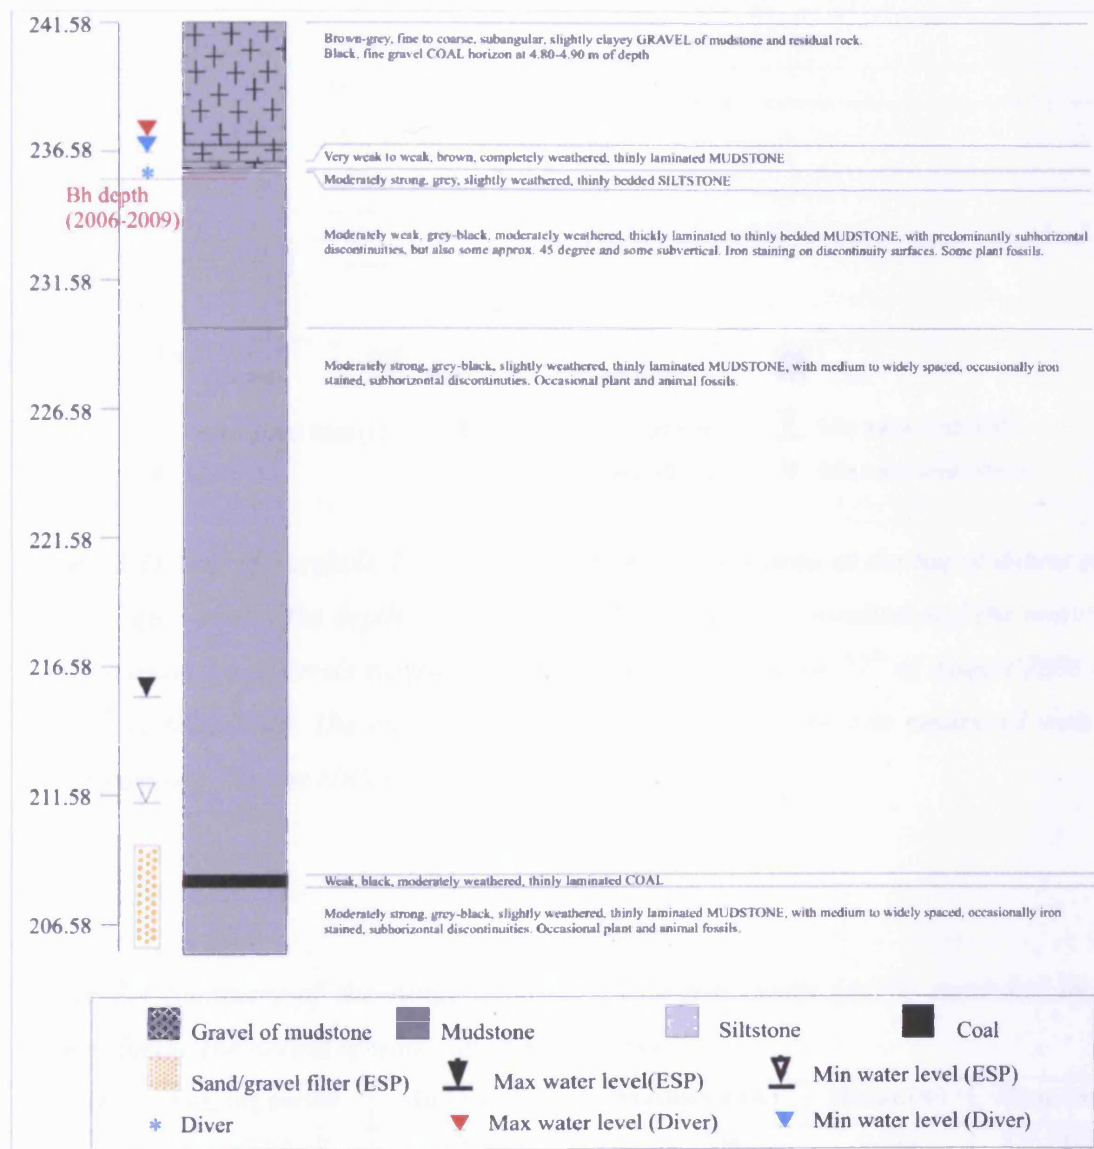 241.58
Brown-grey, fine to coarse, subangular, slightly clayey GRAVEL of mudstone and residual rock.
Black, fine gravel COAL horizon at 4.80-4.90 m of depth
236.58
Very weak to weak, brown, completely weathered, thinly laminated MUDSTONE
Moderately strong, grey, slightly weathered, thinly bedded SILTSTONE
Bh depth
(2006-2009)
Moderately weak, grey-black, moderately weathered, thickly laminated to thinly bedded MUDSTONE, with predominantly subhorizontal
discontinuities, but also some approx. 45 degree and some subvertical. Iron staining on discontinuity surfaces. Some plant fossils.
231.58
Moderately strong, grey-black, slightly weathered, thinly laminated MUDSTONE, with medium to widely spaced, occasionally iron
stained, subhorizontal discontinuties. Occasional plant and animal fossils.
226.58
221.58
216.58
211.58
Weak, black, moderately weathered, thinly laminated COAL
Moderately strong, grey-black, slightly weathered, thinly laminated MUDSTONE, with medium to widely spaced, occasionally iron
stained, subhorizontal discontinuities. Occasional plant and animal fossils.
206.58
Gravel of mudstone
Mudstone
Siltstone
Coal
Sand/gravel filter (ESP)
Max water level(ESP)
Min water level (ESP)
Diver
Max water level (Diver)
Min water level (Diver)